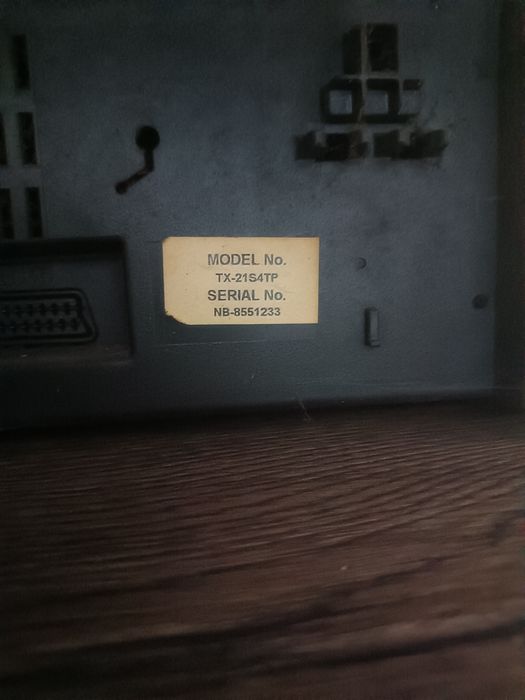 MODEL No.
TX-21S4TP
SERIAL No.
NB-8551233